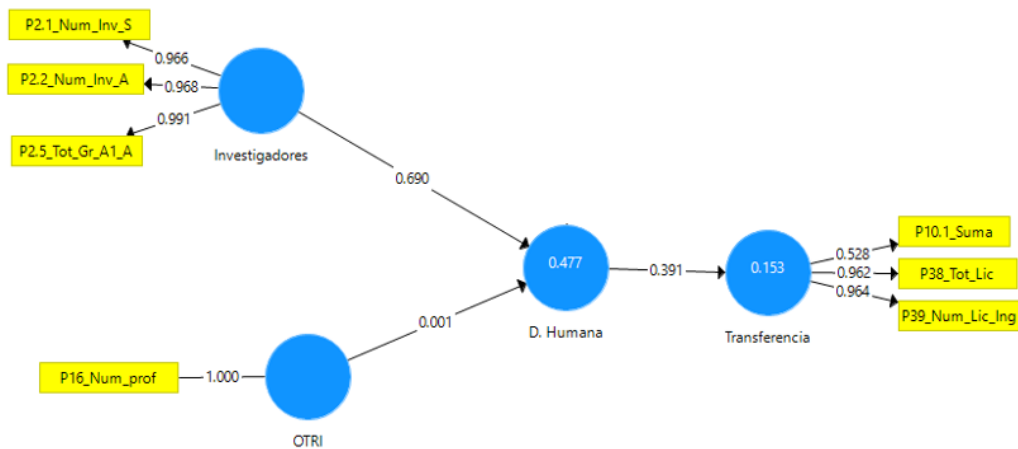 P2.1_Num_Inv_S
0.966
P2.2_Num_Inv_A
0.968
0.991
P2.5_Tot_Gr_A1_A
Investigadores
0.690
P10.1_Suma
0.528
0.477
0.391
0.153
0.962
P38_Tot_Lic
0.964
P39_Num_Lic_Ing
D. Humana
Transferencia
0.001
P16_Num_prof
1.000
OTRI